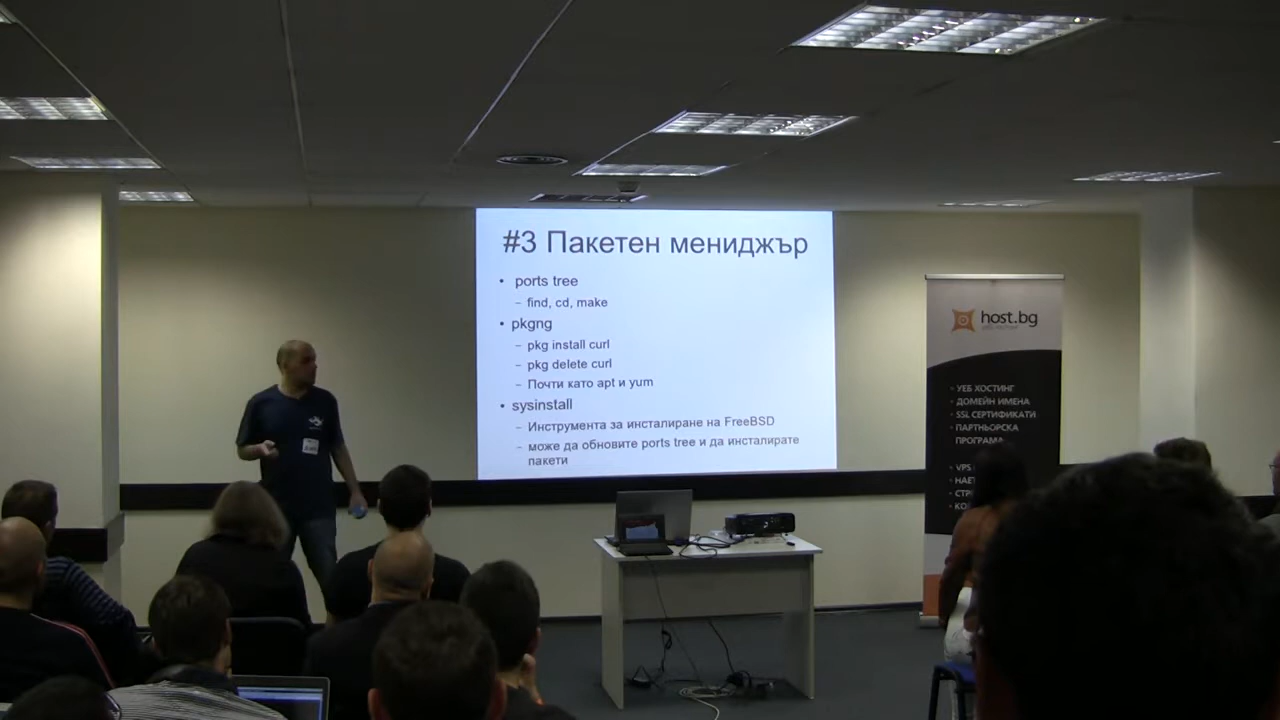 #3 Пакетен мениджър
• ports tree
– find, cd, make
• pkgng
– pkg install curl
– pkg delete curl
– Почти като apt и yum
• sysinstall
– Инструмента за инсталиране на FreeBSD
– може да обновите ports tree и да инсталирате
пакети
host.bg
• УЕБ ХОСТИНГ
• ДОМЕЙН ИМЕНА
• SSL СЕРТИФИКАТИ
• ПАРТНЬОРСКА
ПРОГРАМА
• VPS
• НАЕТ